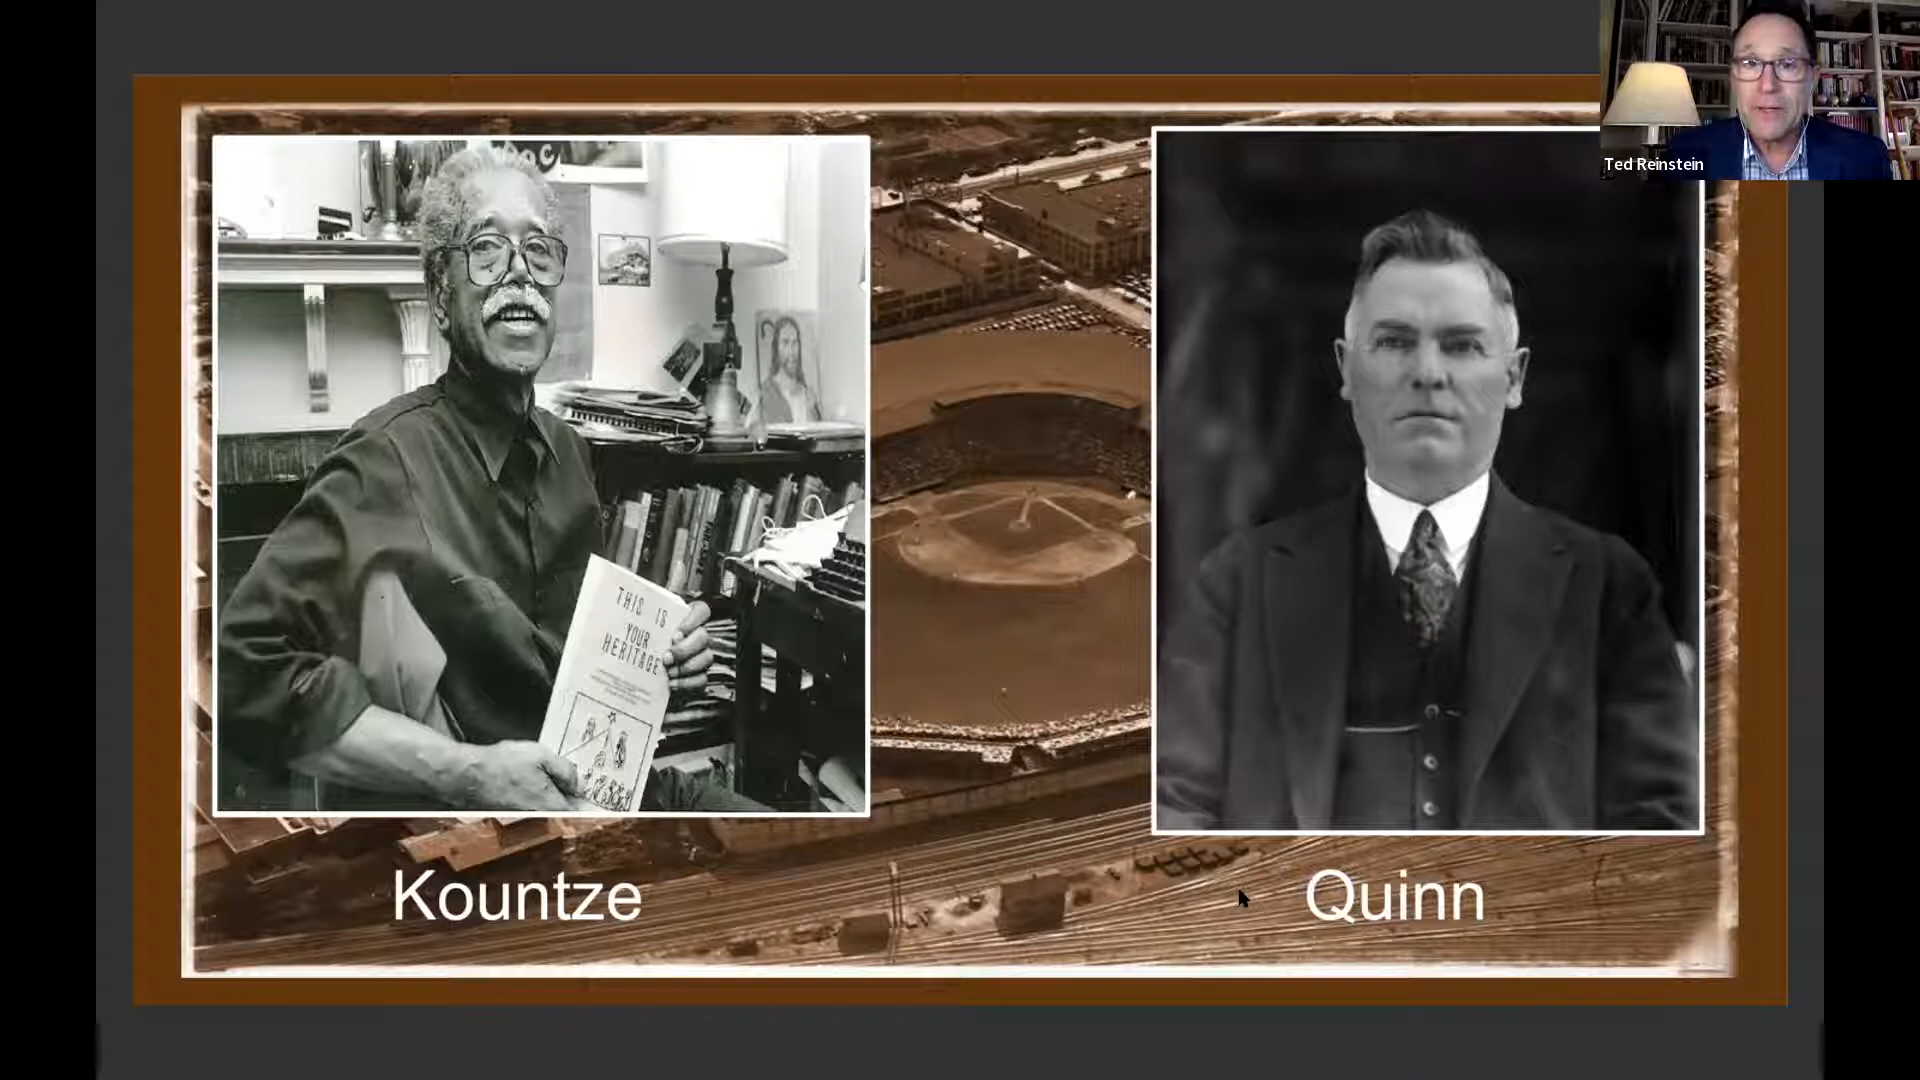 Ted Reinstein
THIS IS
YOUR
HERITAGE
Kountze
Quinn